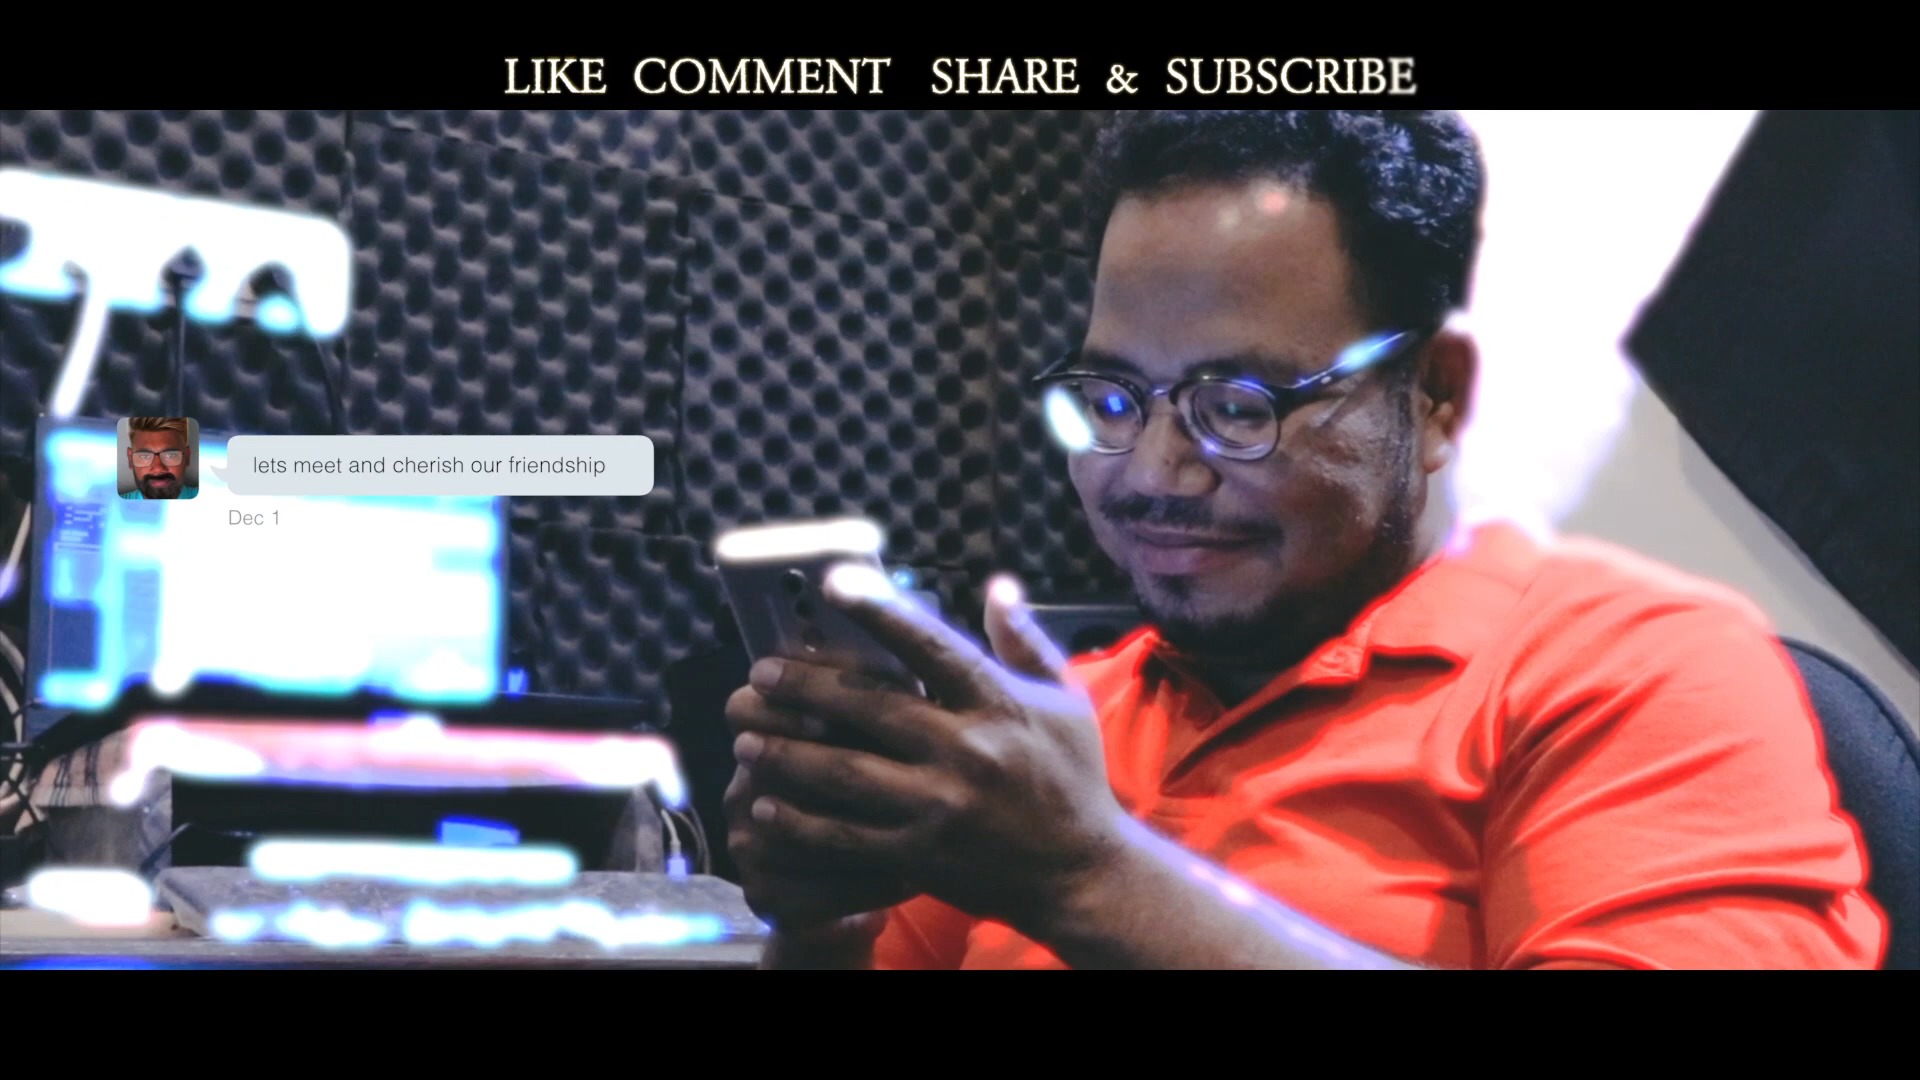 LIKE COMMENT SHARE & SUBSCRIBE
lets meet and cherish our friendship
Dec 1